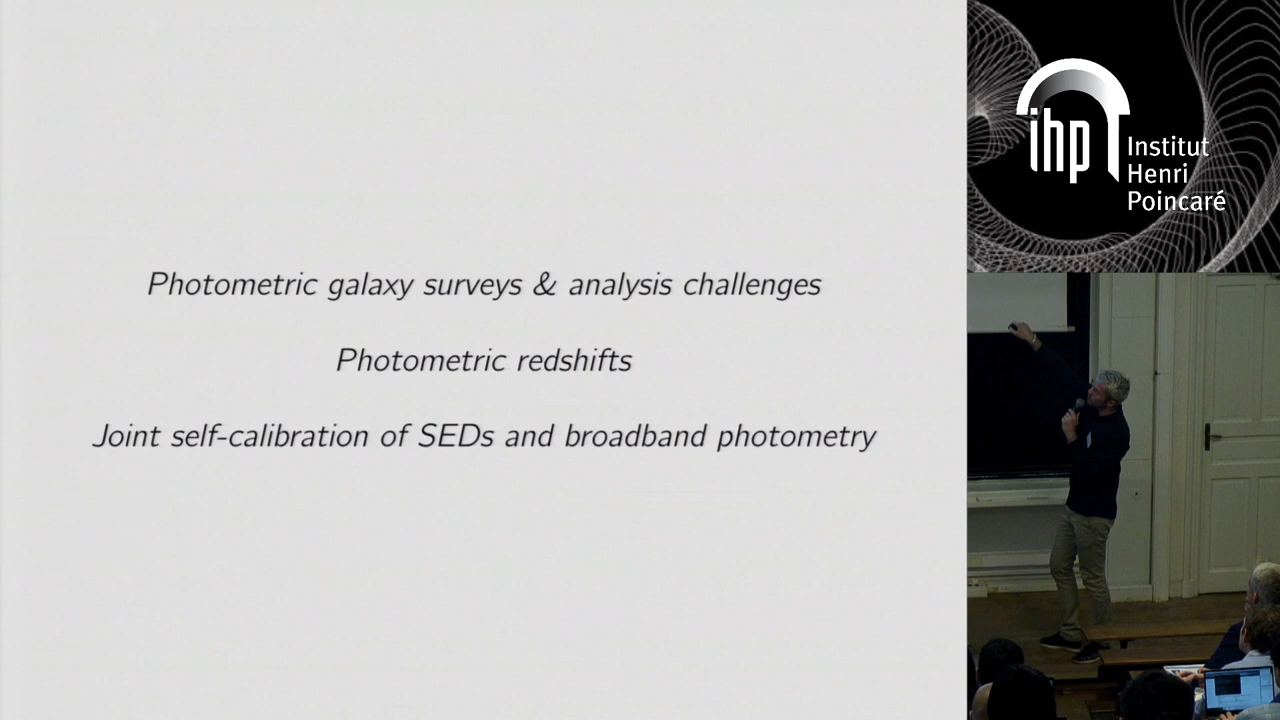 Photometric galaxy surveys & analysis challenges
Photometric redshifts
Joint self-calibration of SEDs and broadband photometry
ihp
Institut
Henri
Poincaré